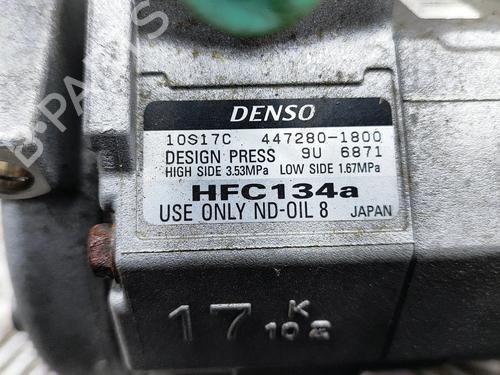 DENSO
10S17C 447280-1800
DESIGN PRESS 9U 6871
HIGH SIDE 3.53MPa LOW SIDE 1.67MPa
HFC134a
USE ONLY ND-OIL 8 JAPAN
17 K
10